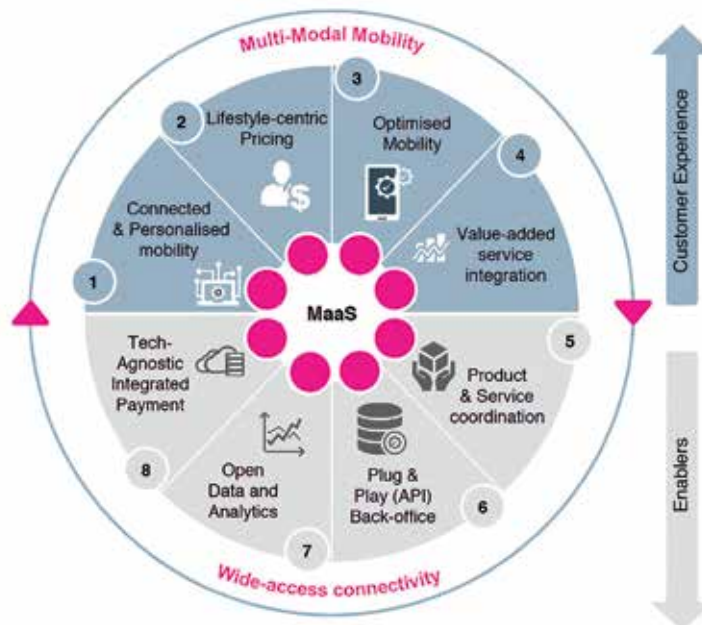 Multi-Modal Mobility
1
Connected
& Personalised
mobility
2
Lifestyle-centric
Pricing
3
Optimised
Mobility
4
Value-added
service
integration
MaaS
5
Product
& Service
coordination
6
Plug &
Play (API)
Back-office
7
Open
Data and
Analytics
8
Tech-
Agnostic
Integrated
Payment
Wide-access connectivity
Customer Experience
Enablers